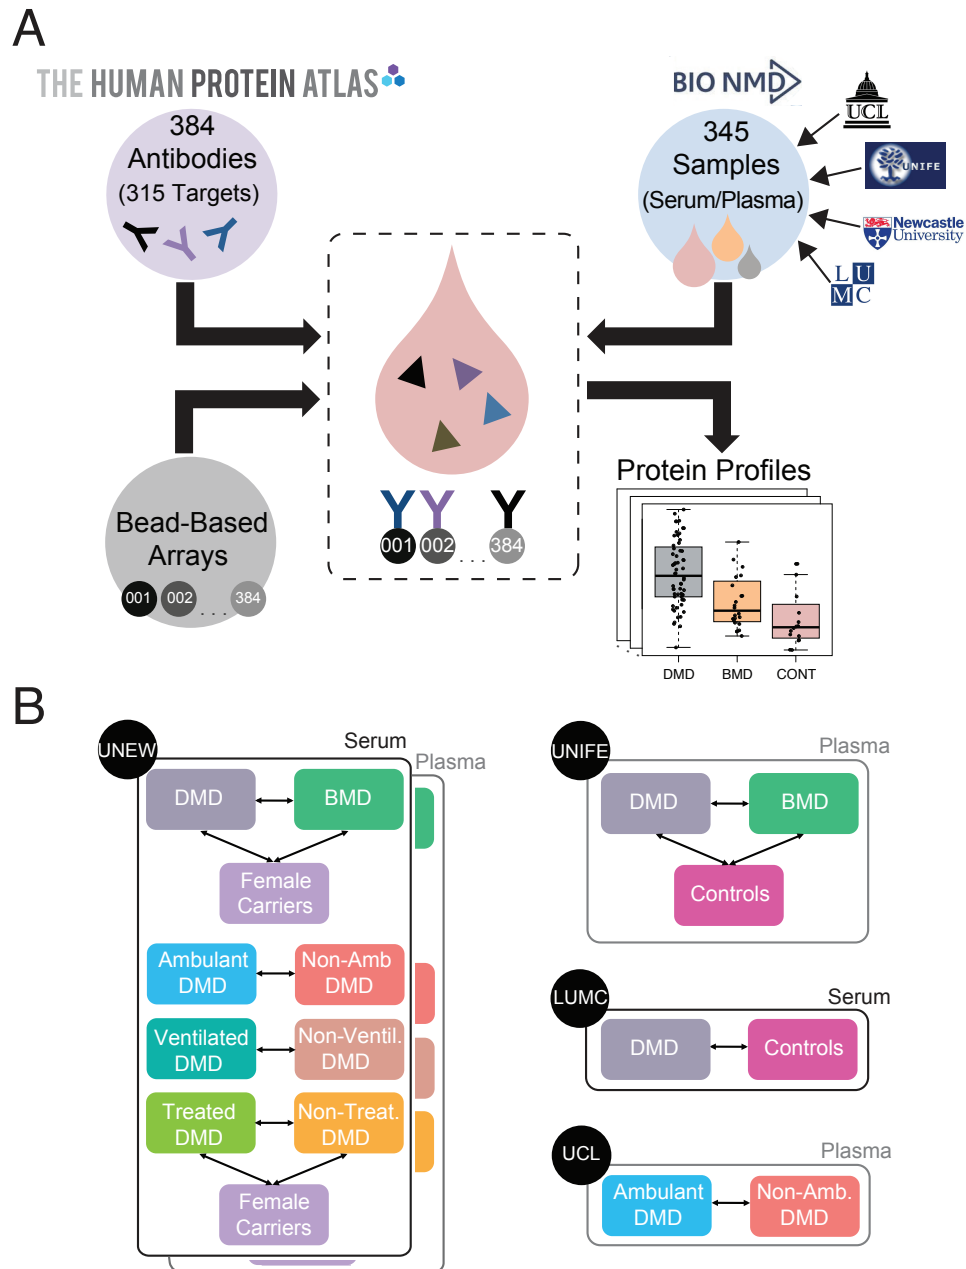 A
THE HUMAN PROTEIN ATLAS
384
Antibodies
(315 Targets)
BIO NMD
345
Samples
(Serum/Plasma)
UCL
UNIFE
Newcastle
University
L U
M C
Bead-Based
Arrays
001 002 . . . 384
001 002 . . . 384
Protein Profiles
DMD BMD CONT
B
UNEW
Serum
Plasma
DMD BMD
Female
Carriers
Ambulant
DMD
Non-Amb
DMD
Ventilated
DMD
Non-Ventil.
DMD
Treated
DMD
Non-Treat.
DMD
Female
Carriers
UNIFE
Plasma
DMD BMD
Controls
LUMC
Serum
DMD Controls
UCL
Plasma
Ambulant
DMD
Non-Amb.
DMD